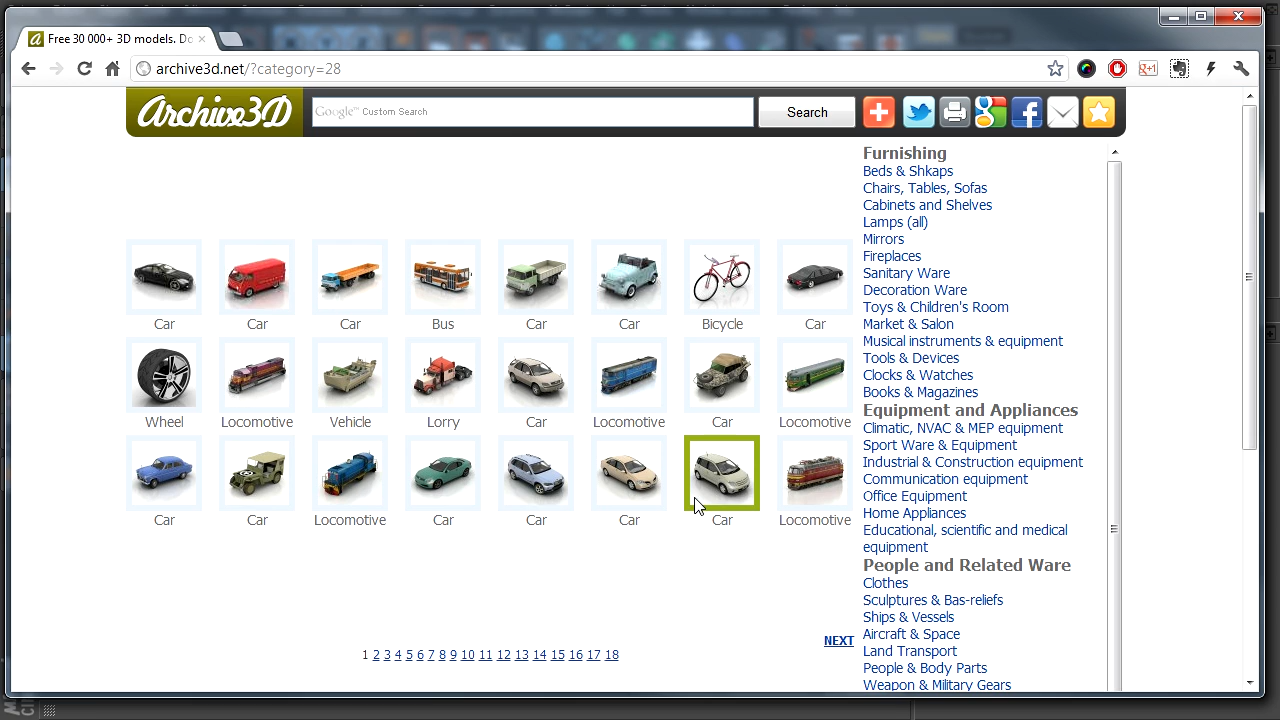 Free 30 000+ 3D models. Do
archive3d.net/?category=28
Archive3D
Google™ Custom Search
Search
Furnishing
Beds & Shkaps
Chairs, Tables, Sofas
Cabinets and Shelves
Lamps (all)
Mirrors
Fireplaces
Sanitary Ware
Decoration Ware
Toys & Children's Room
Market & Salon
Musical instruments & equipment
Tools & Devices
Clocks & Watches
Books & Magazines
Equipment and Appliances
Climatic, NVAC & MEP equipment
Sport Ware & Equipment
Industrial & Construction equipment
Communication equipment
Office Equipment
Home Appliances
Educational, scientific and medical
equipment
People and Related Ware
Clothes
Sculptures & Bas-reliefs
Ships & Vessels
Aircraft & Space
Land Transport
People & Body Parts
Weapon & Military Gears
Car Car Car Bus Car Car Bicycle Car
Wheel Locomotive Vehicle Lorry Car Locomotive Car Locomotive
Car Car Locomotive Car Car Car Car Locomotive
NEXT
1 2 3 4 5 6 7 8 9 10 11 12 13 14 15 16 17 18